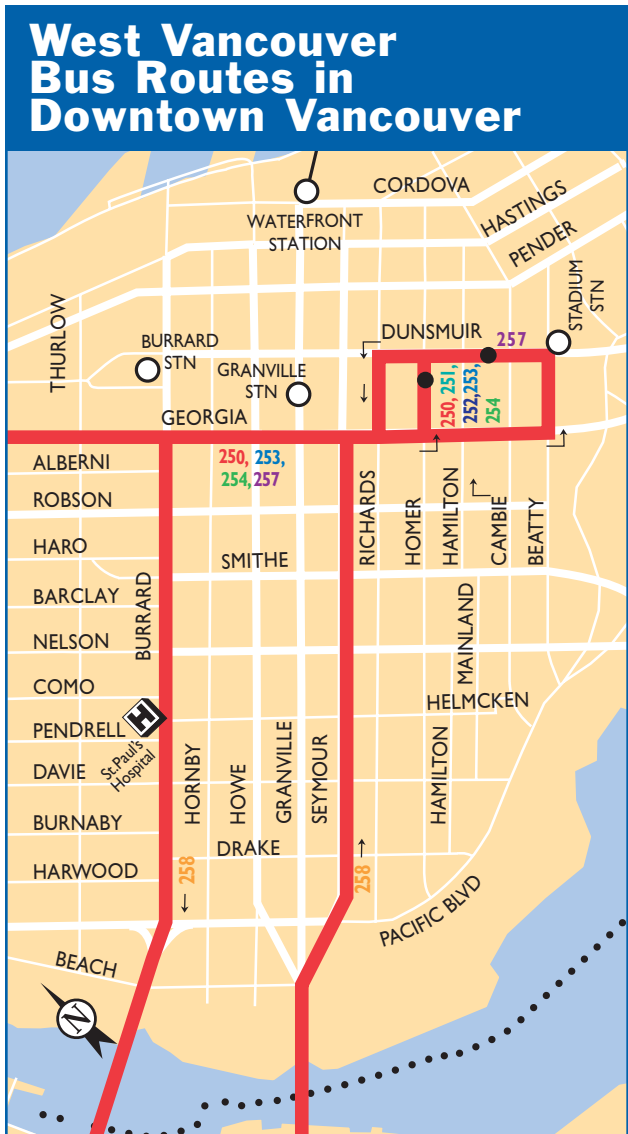 West Vancouver
Bus Routes in
Downtown Vancouver
CORDOVA
HASTINGS
WATERFRONT
STATION
PENDER
STADIUM
STN
THURLOW
DUNSMUIR
257
BURRARD
STN
GRANVILLE
STN
250, 251,
252, 253,
254
GEORGIA
250, 253,
254, 257
ALBERNI
ROBSON
HARO
BARCLAY
NELSON
COMO
PENDRELL
DAVIE
BURNABY
HARWOOD
BURRARD
SMITHE
RICHARDS
HOMER
HAMILTON
CAMBIE
BEATTY
MAINLAND
HELMCKEN
H
St.Paul's
Hospital
HORNBY
HOWE
GRANVILLE
SEYMOUR
HAMILTON
DRAKE
258
258
PACIFIC BLVD
BEACH
N